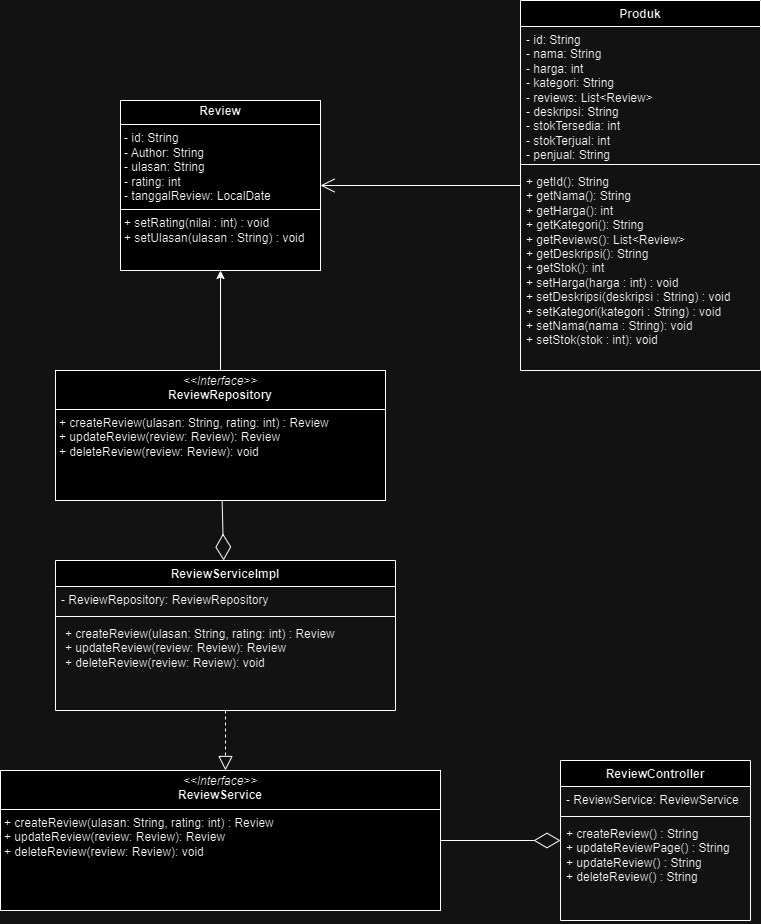 Produk
- id: String
- nama: String
- harga: int
- kategori: String
- reviews: List<Review>
- deskripsi: String
- stokTersedia: int
- stokTerjual: int
- penjual: String
+ getId(): String
+ getNama(): String
+ getHarga(): int
+ getKategori(): String
+ getReviews(): List<Review>
+ getDeskripsi(): String
+ getStok(): int
+ setHarga(harga : int) : void
+ setDeskripsi(deskripsi : String) : void
+ setKategori(kategori : String) : void
+ setNama(nama : String): void
+ setStok(stok : int): void
Review
- id: String
- Author: String
- ulasan: String
- rating: int
- tanggalReview: LocalDate
+ setRating(nilai : int) : void
+ setUlasan(ulasan : String) : void
<<Interface>>
ReviewRepository
+ createReview(ulasan: String, rating: int) : Review
+ updateReview(review: Review): Review
+ deleteReview(review: Review): void
ReviewServiceImpl
- ReviewRepository: ReviewRepository
+ createReview(ulasan: String, rating: int) : Review
+ updateReview(review: Review): Review
+ deleteReview(review: Review): void
<<Interface>>
ReviewService
+ createReview(ulasan: String, rating: int) : Review
+ updateReview(review: Review): Review
+ deleteReview(review: Review): void
ReviewController
- ReviewService: ReviewService
+ createReview() : String
+ updateReviewPage() : String
+ updateReview() : String
+ deleteReview() : String